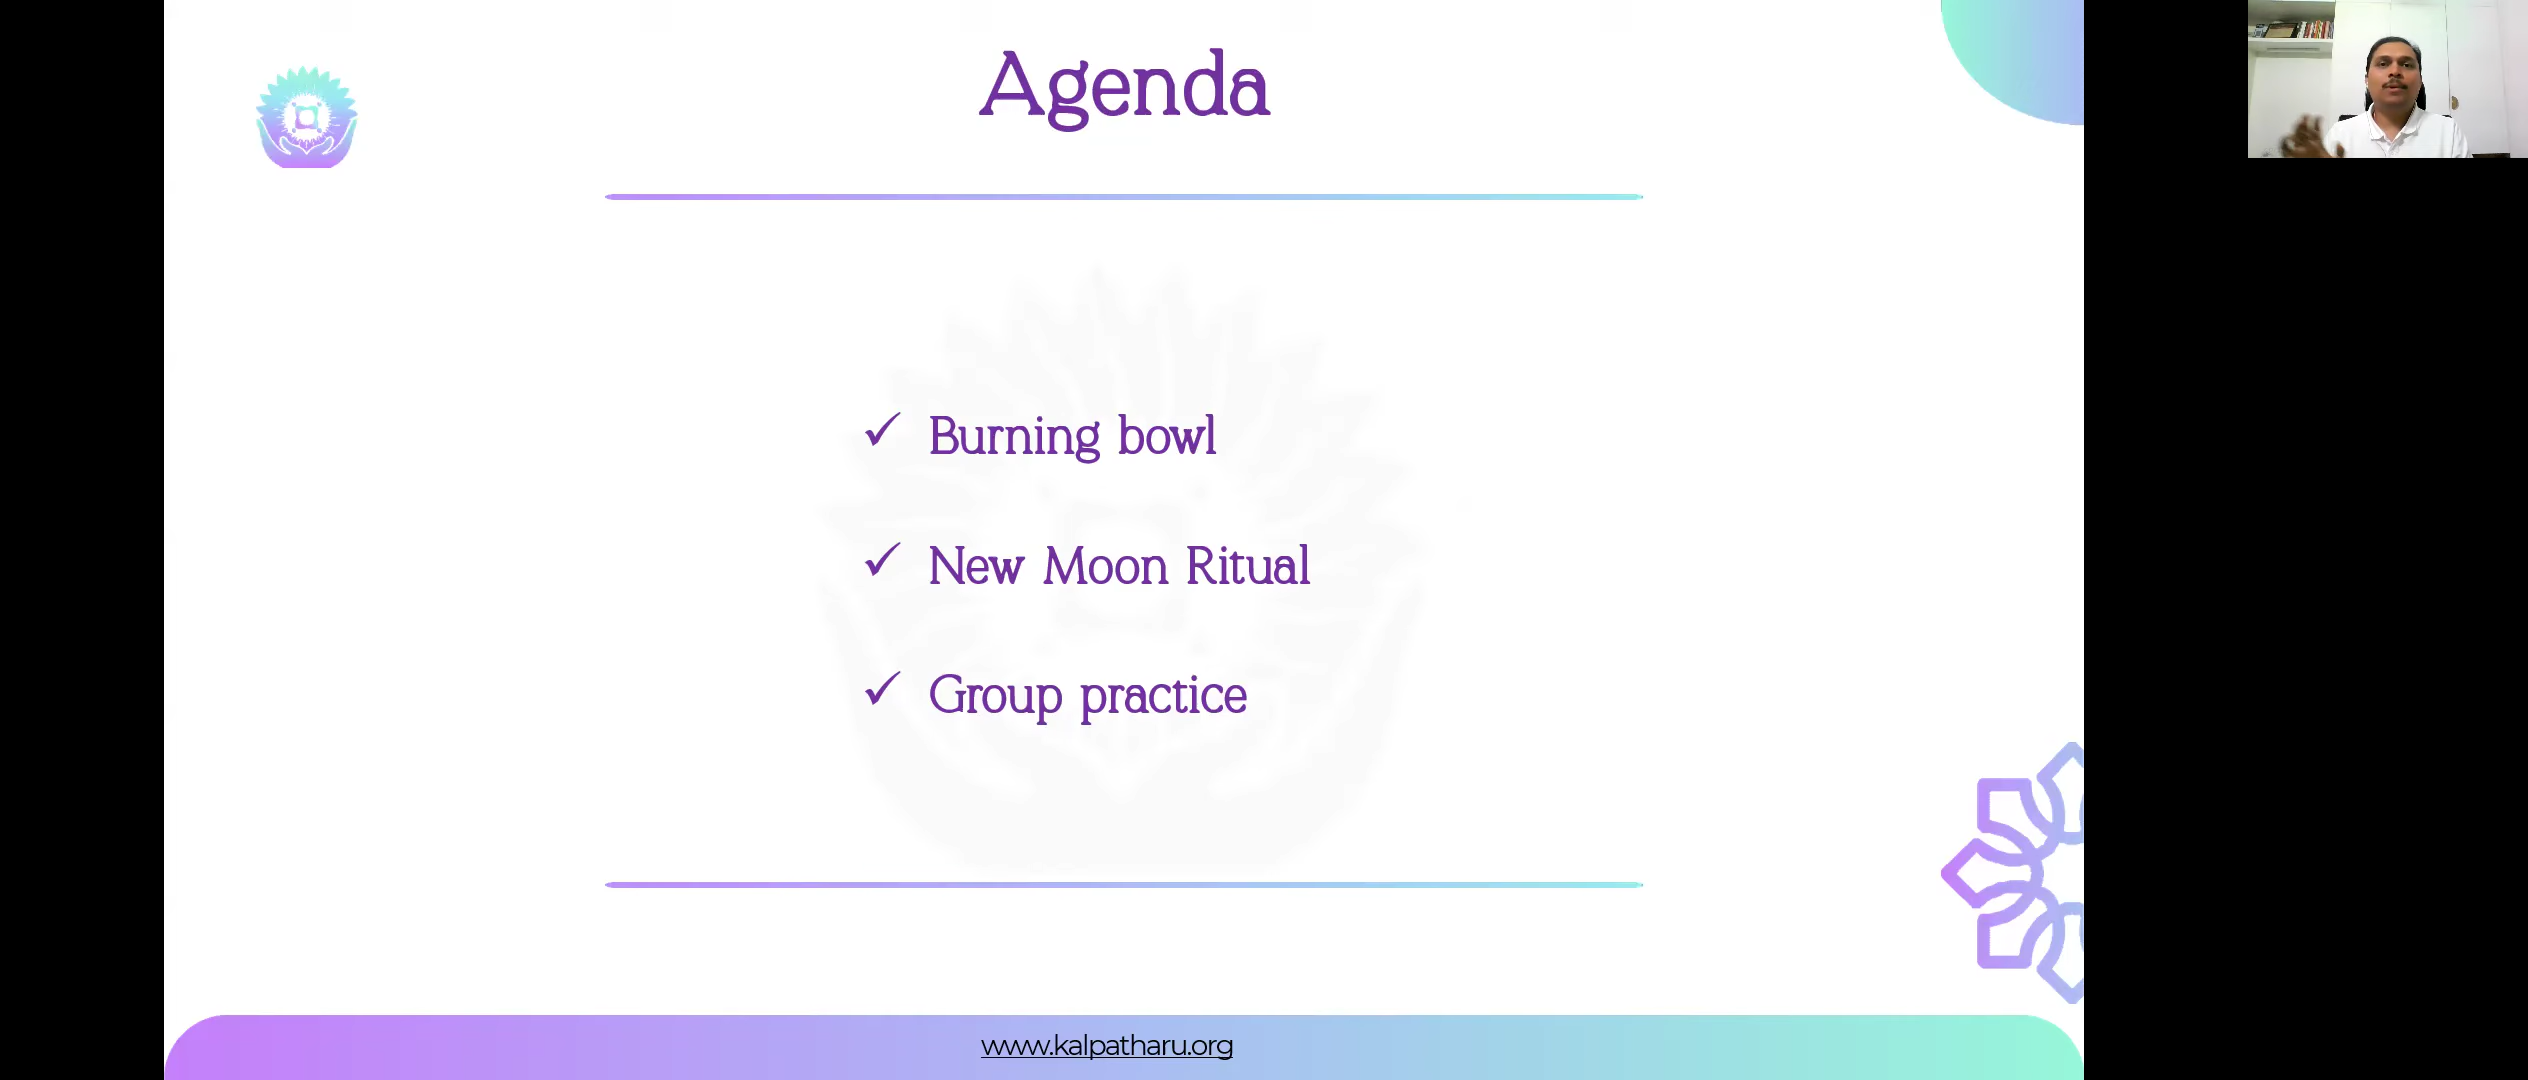 Agenda
✓ Burning bowl
✓ New Moon Ritual
✓ Group practice
www.kalpatharu.org